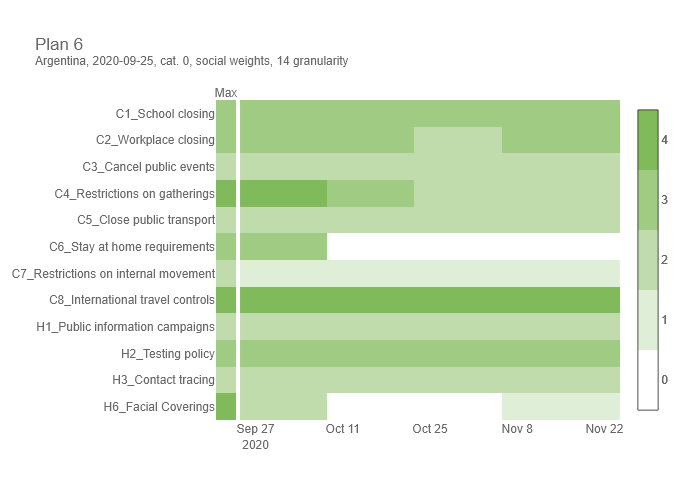 Plan 6
Argentina, 2020-09-25, cat. 0, social weights, 14 granularity
Max
C1_School closing
C2_Workplace closing
C3_Cancel public events
C4_Restrictions on gatherings
C5_Close public transport
C6_Stay at home requirements
C7_Restrictions on internal movement
C8_International travel controls
H1_Public information campaigns
H2_Testing policy
H3_Contact tracing
H6_Facial Coverings
4
3
2
1
0
Sep 27 Oct 11 Oct 25 Nov 8 Nov 22
2020